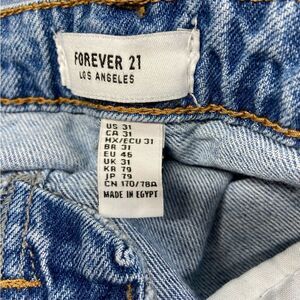 FOREVER 21
LOS ANGELES
US 31
CA 31
MX/ECU 31
BR 31
EU 46
UK 31
KR 79
JP 79
CN 170/78A
MADE IN EGYPT